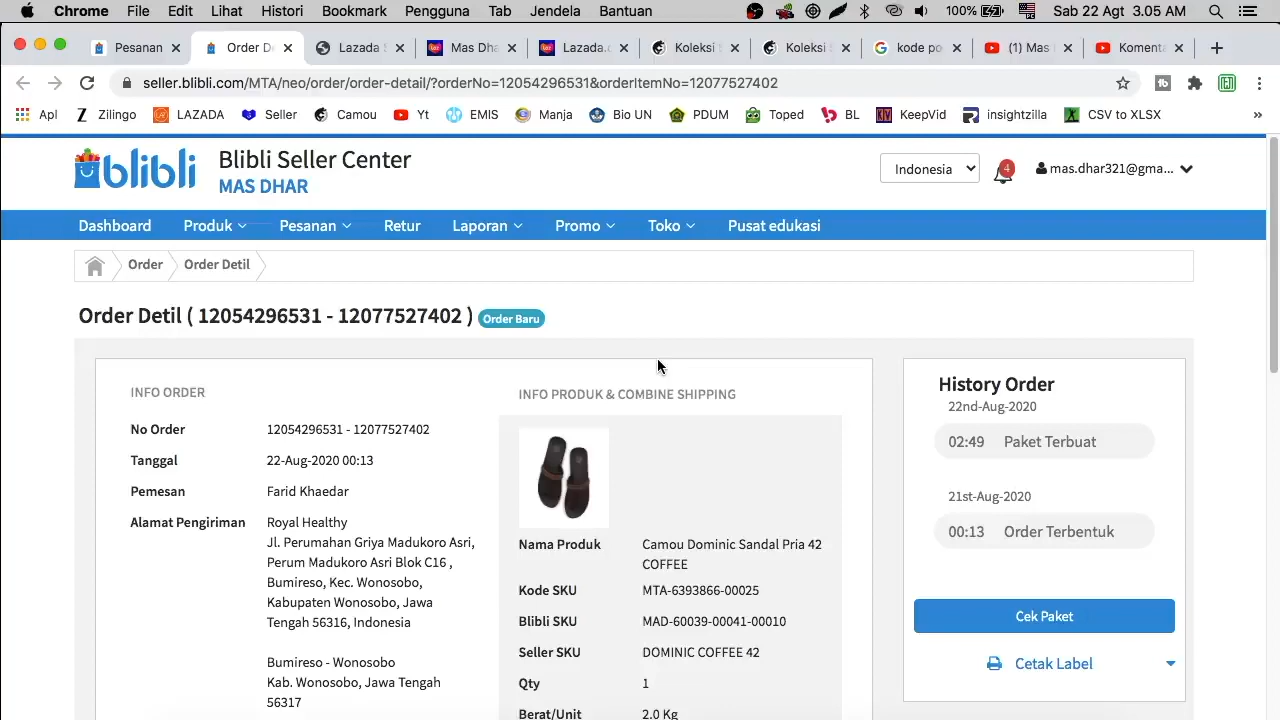 Chrome File Edit Lihat Histori Bookmark Pengguna Tab Jendela Bantuan 100% Sab 22 Agt 3.05 AM
Pesanan Order D Lazada Mas Dha Lazada. Koleksi Koleksi kode po (1) Mas Komenta
seller.blibli.com/MTA/neo/order/order-detail/?orderNo=12054296531&orderItemNo=12077527402
Apl Zilingo LAZADA Seller Camou Yt EMIS Manja Bio UN PDUM Toped BL KeepVid insightzilla CSV to XLSX »
blibli Blibli Seller Center
MAS DHAR
Indonesia 4 mas.dhar321@gma...
Dashboard Produk Pesanan Retur Laporan Promo Toko Pusat edukasi
Order Order Detil
Order Detil ( 12054296531 - 12077527402 ) Order Baru
INFO ORDER
No Order 12054296531 - 12077527402
Tanggal 22-Aug-2020 00:13
Pemesan Farid Khaedar
Alamat Pengiriman Royal Healthy
Jl. Perumahan Griya Madukoro Asri,
Perum Madukoro Asri Blok C16 ,
Bumireso, Kec. Wonosobo,
Kabupaten Wonosobo, Jawa
Tengah 56316, Indonesia
Bumireso - Wonosobo
Kab. Wonosobo, Jawa Tengah
56317
INFO PRODUK & COMBINE SHIPPING
Nama Produk Camou Dominic Sandal Pria 42
COFFEE
Kode SKU MTA-6393866-00025
Blibli SKU MAD-60039-00041-00010
Seller SKU DOMINIC COFFEE 42
Qty 1
Berat/Unit 2.0 Kg
History Order
22nd-Aug-2020
02:49 Paket Terbuat
21st-Aug-2020
00:13 Order Terbentuk
Cek Paket
Cetak Label